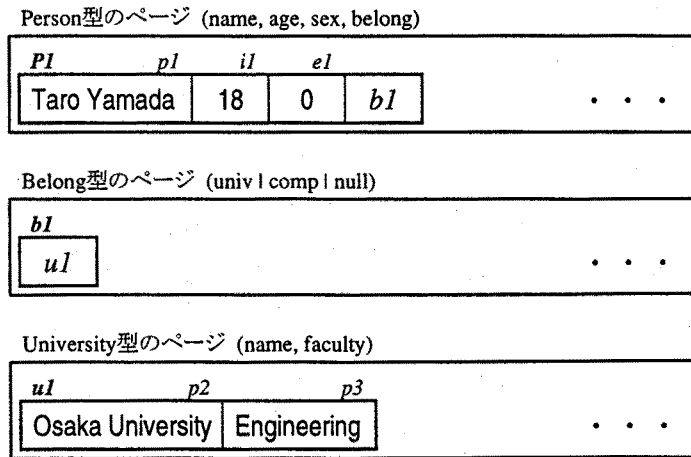 Person型のページ (name, age, sex, belong)
P1 p1 i1 e1
Taro Yamada 18 0 b1 . . .
Belong型のページ (univ | comp | null)
b1
u1 . . .
University型のページ (name, faculty)
u1 p2 p3
Osaka University Engineering . . .